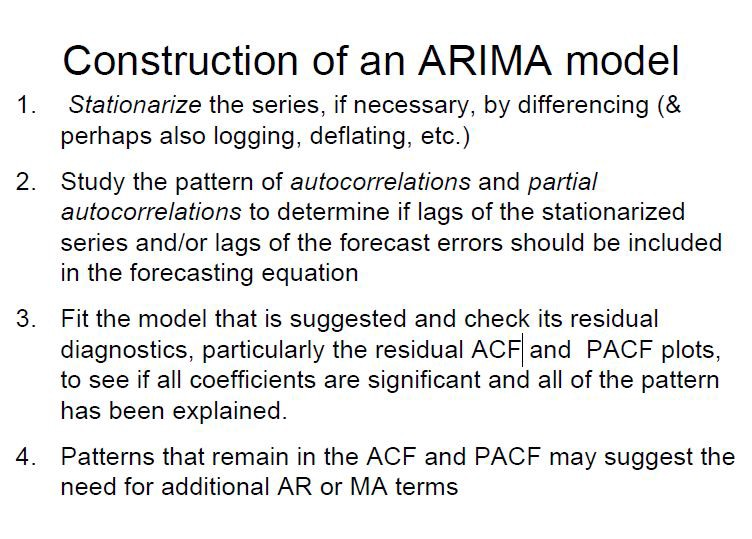 Construction of an ARIMA model
1. Stationarize the series, if necessary, by differencing (&
perhaps also logging, deflating, etc.)
2. Study the pattern of autocorrelations and partial
autocorrelations to determine if lags of the stationarized
series and/or lags of the forecast errors should be included
in the forecasting equation
3. Fit the model that is suggested and check its residual
diagnostics, particularly the residual ACF and PACF plots,
to see if all coefficients are significant and all of the pattern
has been explained.
4. Patterns that remain in the ACF and PACF may suggest the
need for additional AR or MA terms